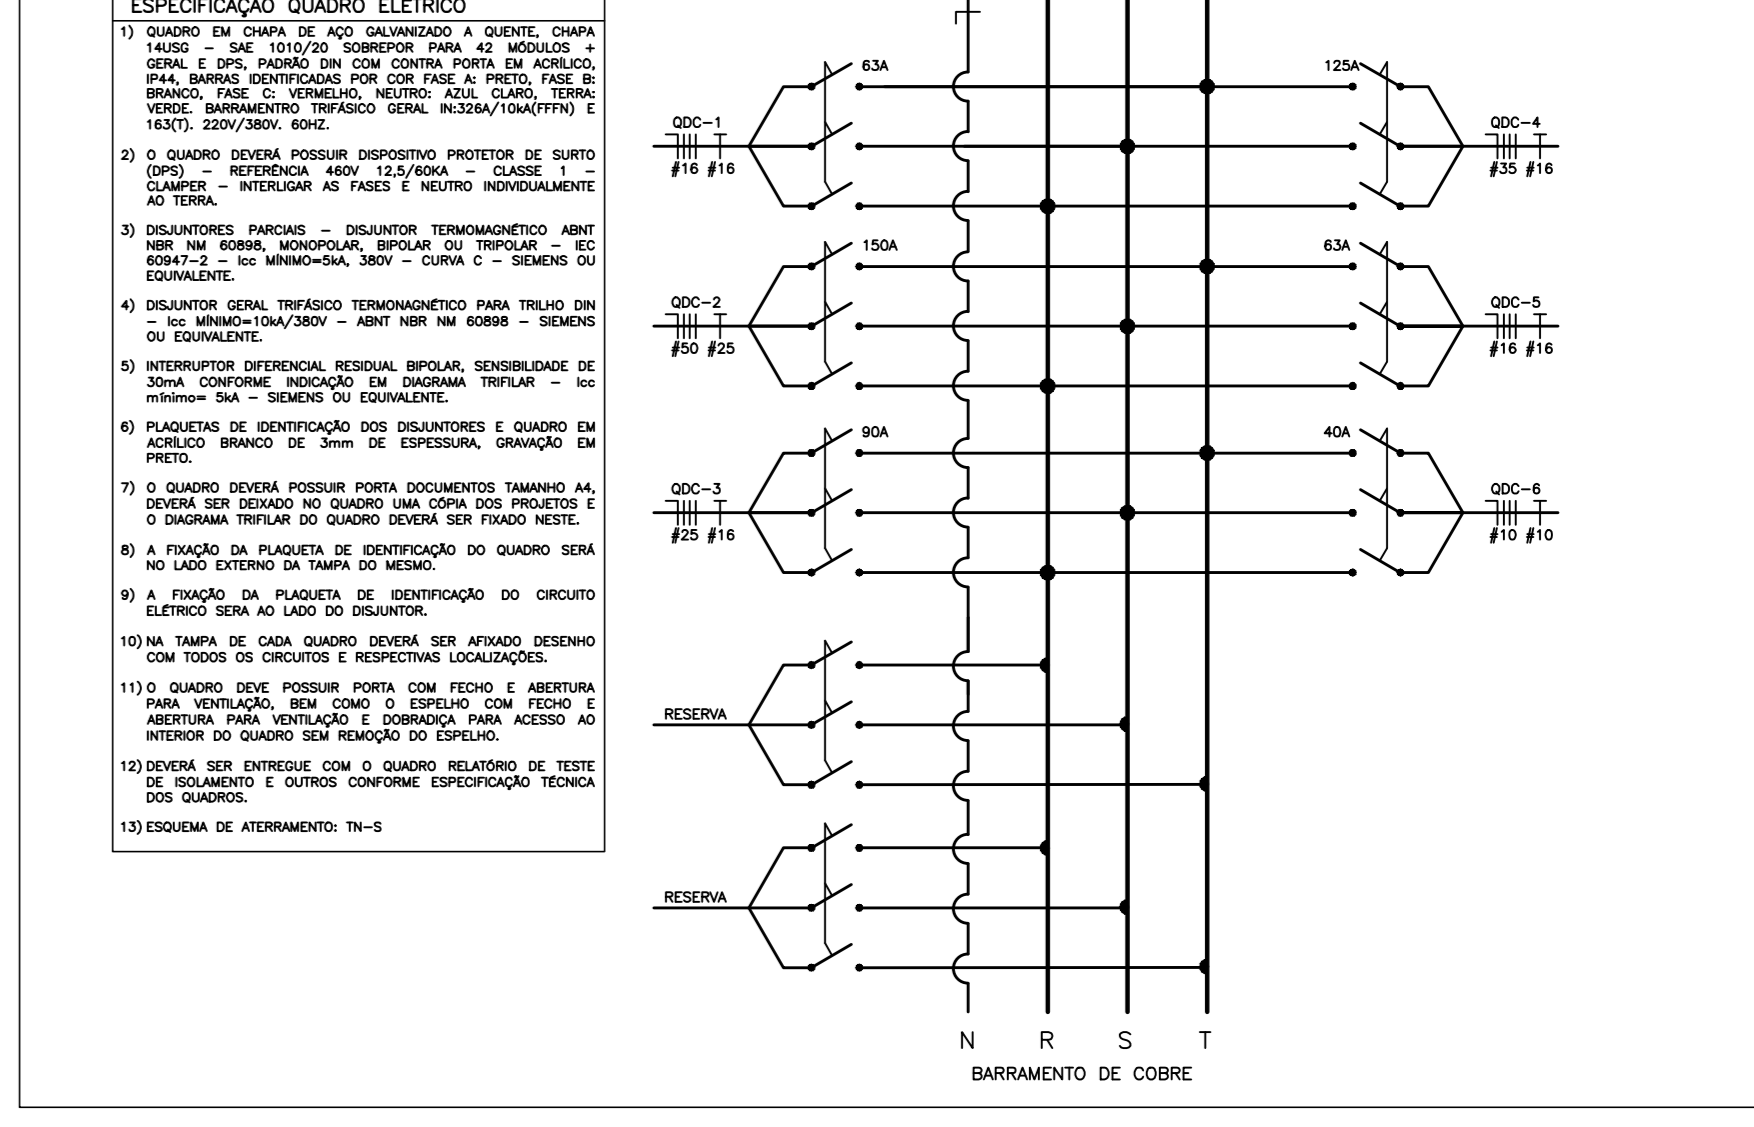 ESPECIFICAÇÃO QUADRO ELÉTRICO
1) QUADRO EM CHAPA DE AÇO GALVANIZADO A QUENTE, CHAPA
14USG – SAE 1010/20 SOBREPOR PARA 42 MÓDULOS +
GERAL E DPS, PADRÃO DIN COM CONTRA PORTA EM ACRÍLICO,
IP44, BARRAS IDENTIFICADAS POR COR FASE A: PRETO, FASE B:
BRANCO, FASE C: VERMELHO, NEUTRO: AZUL CLARO, TERRA:
VERDE. BARRAMENTRO TRIFÁSICO GERAL IN:326A/10kA(FFFN) E
163(T). 220V/380V. 60HZ.
2) O QUADRO DEVERÁ POSSUIR DISPOSITIVO PROTETOR DE SURTO
(DPS) – REFERÊNCIA 460V 12,5/60KA – CLASSE 1 –
CLAMPER – INTERLIGAR AS FASES E NEUTRO INDIVIDUALMENTE
AO TERRA.
3) DISJUNTORES PARCIAIS – DISJUNTOR TERMOMAGNÉTICO ABNT
NBR NM 60898, MONOPOLAR, BIPOLAR OU TRIPOLAR – IEC
60947-2 – Icc MÍNIMO=5kA, 380V – CURVA C – SIEMENS OU
EQUIVALENTE.
4) DISJUNTOR GERAL TRIFÁSICO TERMONAGNÉTICO PARA TRILHO DIN
– Icc MÍNIMO=10kA/380V – ABNT NBR NM 60898 – SIEMENS
OU EQUIVALENTE.
5) INTERRUPTOR DIFERENCIAL RESIDUAL BIPOLAR, SENSIBILIDADE DE
30mA CONFORME INDICAÇÃO EM DIAGRAMA TRIFILAR – Icc
mínimo= 5kA – SIEMENS OU EQUIVALENTE.
6) PLAQUETAS DE IDENTIFICAÇÃO DOS DISJUNTORES E QUADRO EM
ACRÍLICO BRANCO DE 3mm DE ESPESSURA, GRAVAÇÃO EM
PRETO.
7) O QUADRO DEVERÁ POSSUIR PORTA DOCUMENTOS TAMANHO A4,
DEVERÁ SER DEIXADO NO QUADRO UMA CÓPIA DOS PROJETOS E
O DIAGRAMA TRIFILAR DO QUADRO DEVERÁ SER FIXADO NESTE.
8) A FIXAÇÃO DA PLAQUETA DE IDENTIFICAÇÃO DO QUADRO SERÁ
NO LADO EXTERNO DA TAMPA DO MESMO.
9) A FIXAÇÃO DA PLAQUETA DE IDENTIFICAÇÃO DO CIRCUITO
ELÉTRICO SERA AO LADO DO DISJUNTOR.
10) NA TAMPA DE CADA QUADRO DEVERÁ SER AFIXADO DESENHO
COM TODOS OS CIRCUITOS E RESPECTIVAS LOCALIZAÇÕES.
11) O QUADRO DEVE POSSUIR PORTA COM FECHO E ABERTURA
PARA VENTILAÇÃO, BEM COMO O ESPELHO COM FECHO E
ABERTURA PARA VENTILAÇÃO E DOBRADIÇA PARA ACESSO AO
INTERIOR DO QUADRO SEM REMOÇÃO DO ESPELHO.
12) DEVERÁ SER ENTREGUE COM O QUADRO RELATÓRIO DE TESTE
DE ISOLAMENTO E OUTROS CONFORME ESPECIFICAÇÃO TÉCNICA
DOS QUADROS.
13) ESQUEMA DE ATERRAMENTO: TN-S
63A
QDC-1
#16 #16
125A
QDC-4
#35 #16
150A
QDC-2
#50 #25
63A
QDC-5
#16 #16
90A
QDC-3
#25 #16
40A
QDC-6
#10 #10
RESERVA
RESERVA
N R S T
BARRAMENTO DE COBRE